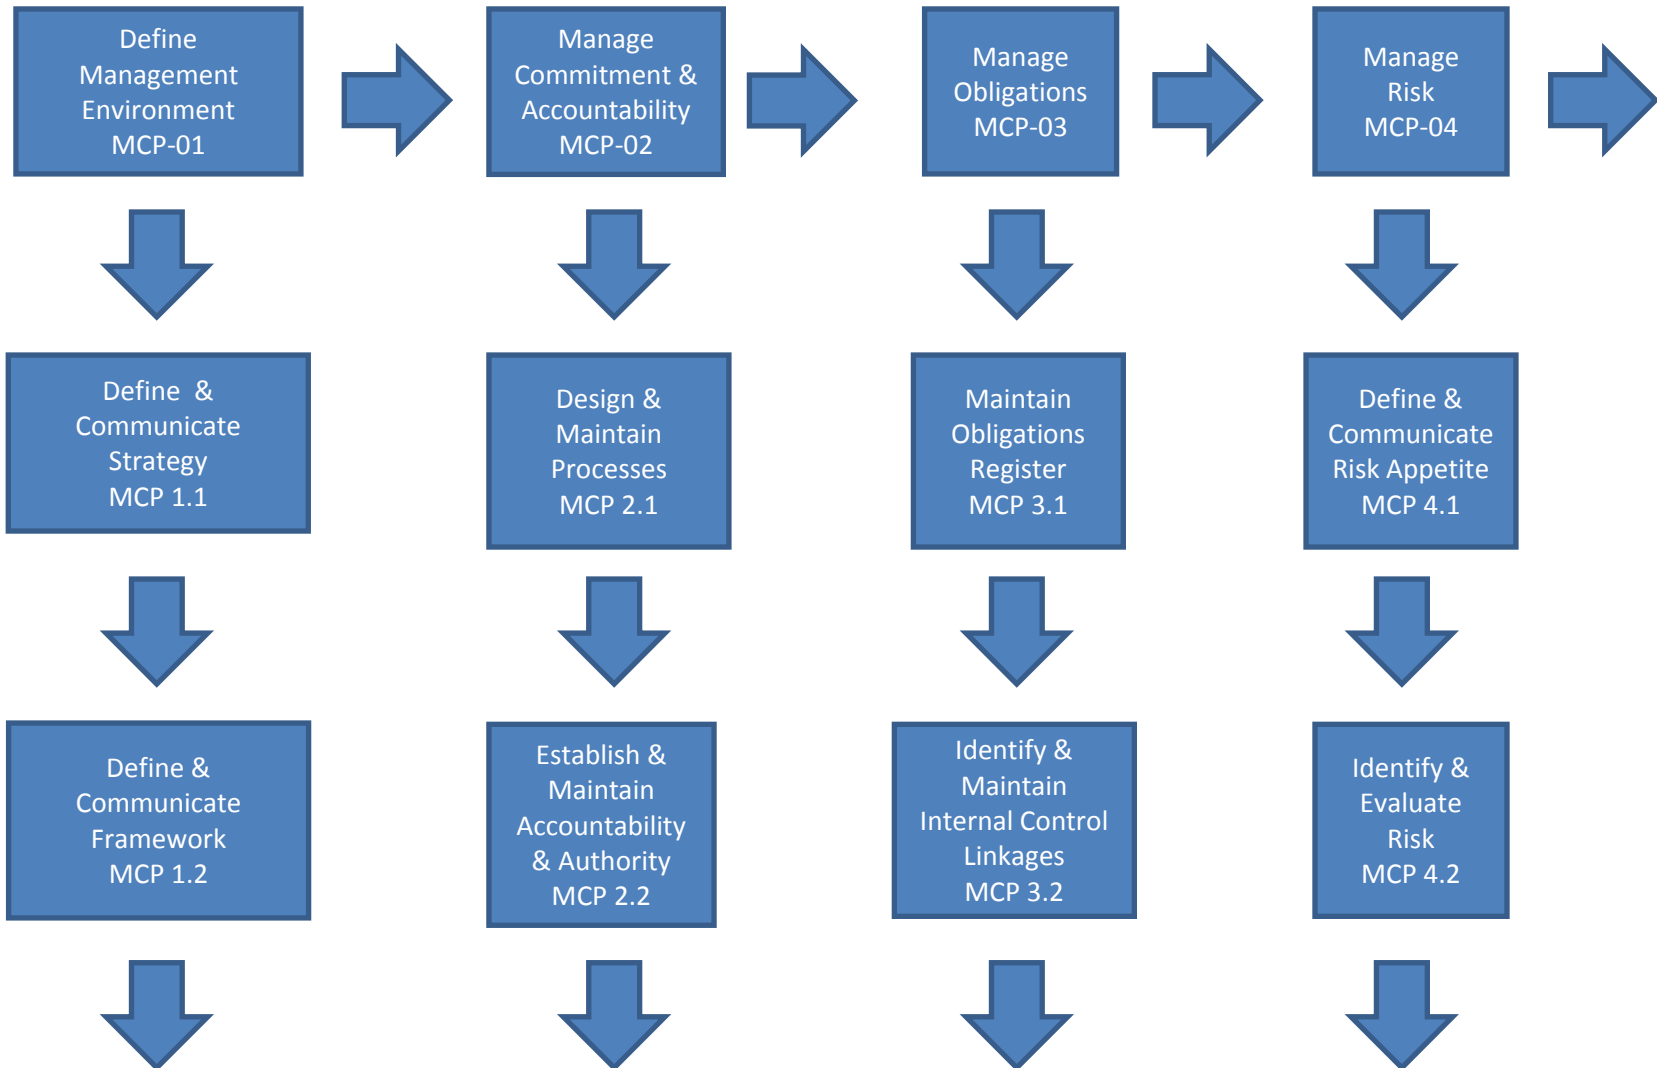 Define
Management
Environment
MCP-01
Manage
Commitment &
Accountability
MCP-02
Manage
Obligations
MCP-03
Manage
Risk
MCP-04
Define &
Communicate
Strategy
MCP 1.1
Design &
Maintain
Processes
MCP 2.1
Maintain
Obligations
Register
MCP 3.1
Define &
Communicate
Risk Appetite
MCP 4.1
Define &
Communicate
Framework
MCP 1.2
Establish &
Maintain
Accountability
& Authority
MCP 2.2
Identify &
Maintain
Internal Control
Linkages
MCP 3.2
Identify &
Evaluate
Risk
MCP 4.2